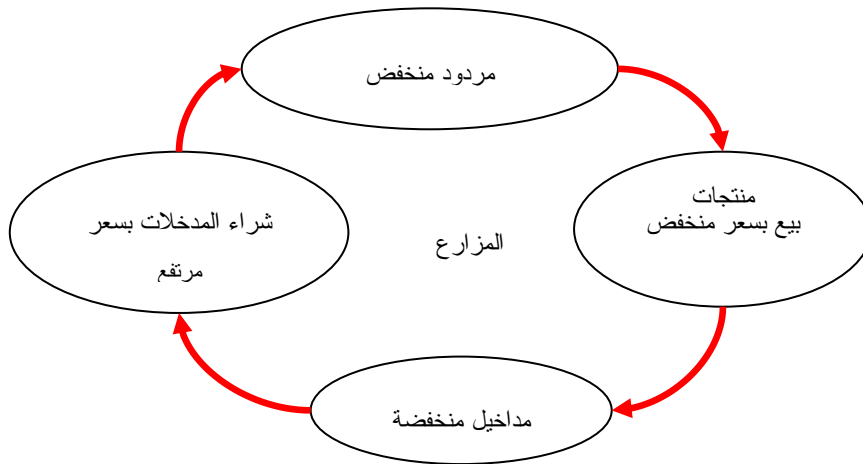 مردود منخفض
منتجات
بيع بسعر منخفض
شراء المدخلات بسعر
مرتفع
المزارع
مداخيل منخفضة